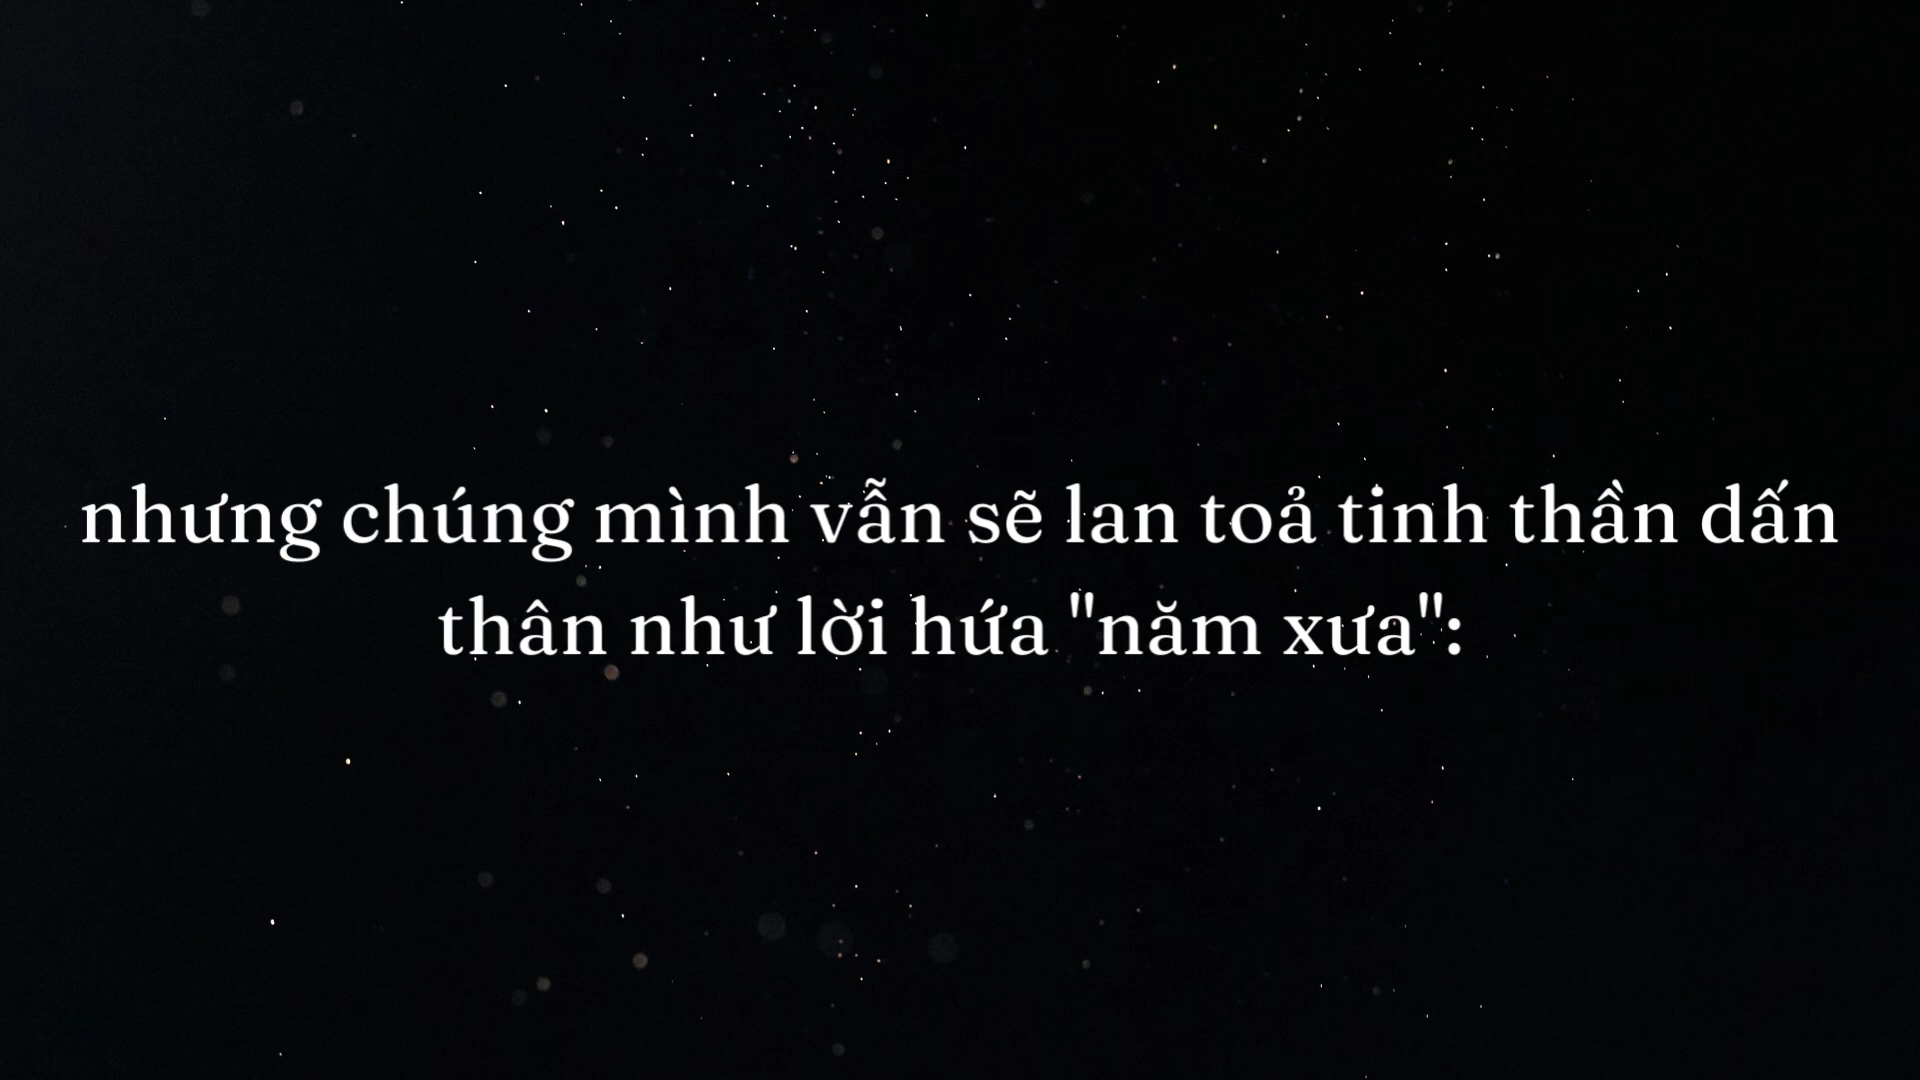 nhưng chúng mình vẫn sẽ lan toả tinh thần dấn
thân như lời hứa "năm xưa":